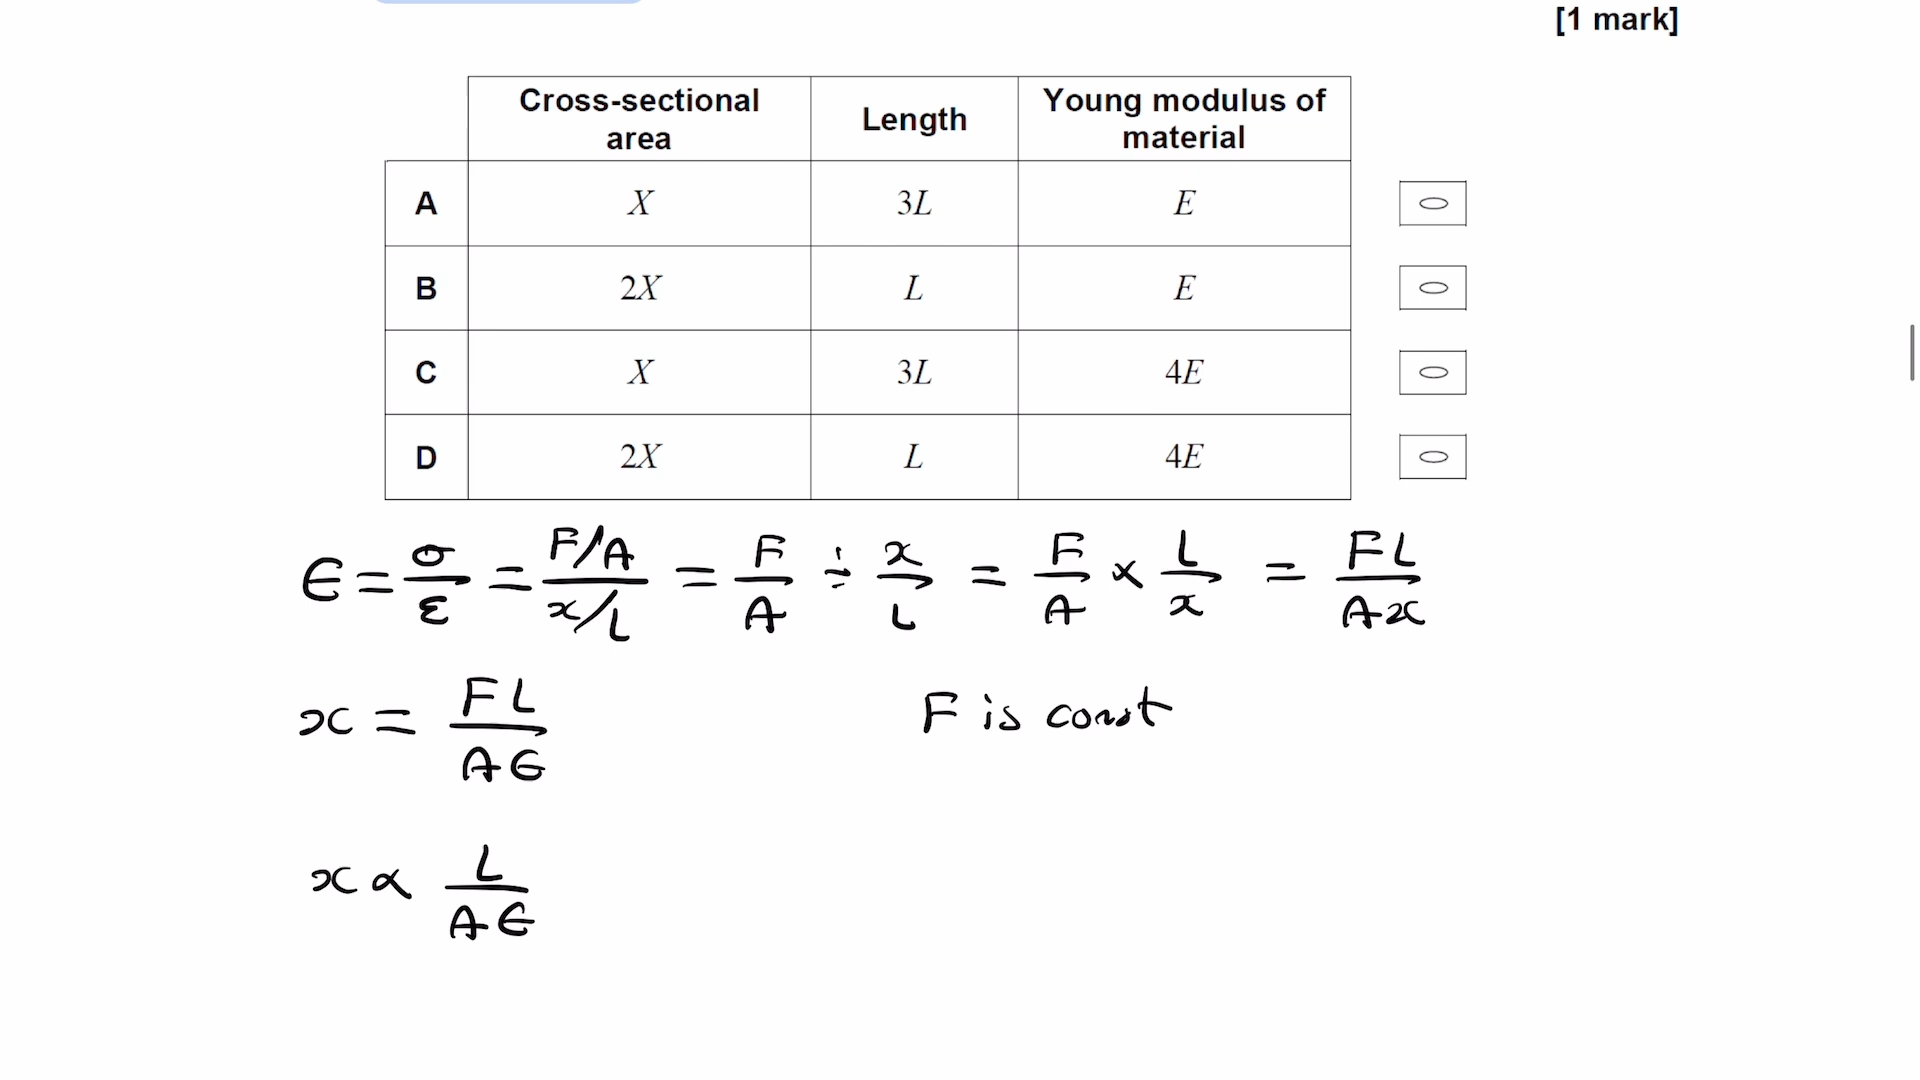 [1 mark]
Cross-sectional area | Length | Young modulus of material
A | X | 3L | E
B | 2X | L | E
C | X | 3L | 4E
D | 2X | L | 4E
E = σ/ε = (F/A)/(x/L) = F/A ÷ x/L = F/A × L/x = FL/Ax
x = FL/AE
F is const
x ∝ L/AE